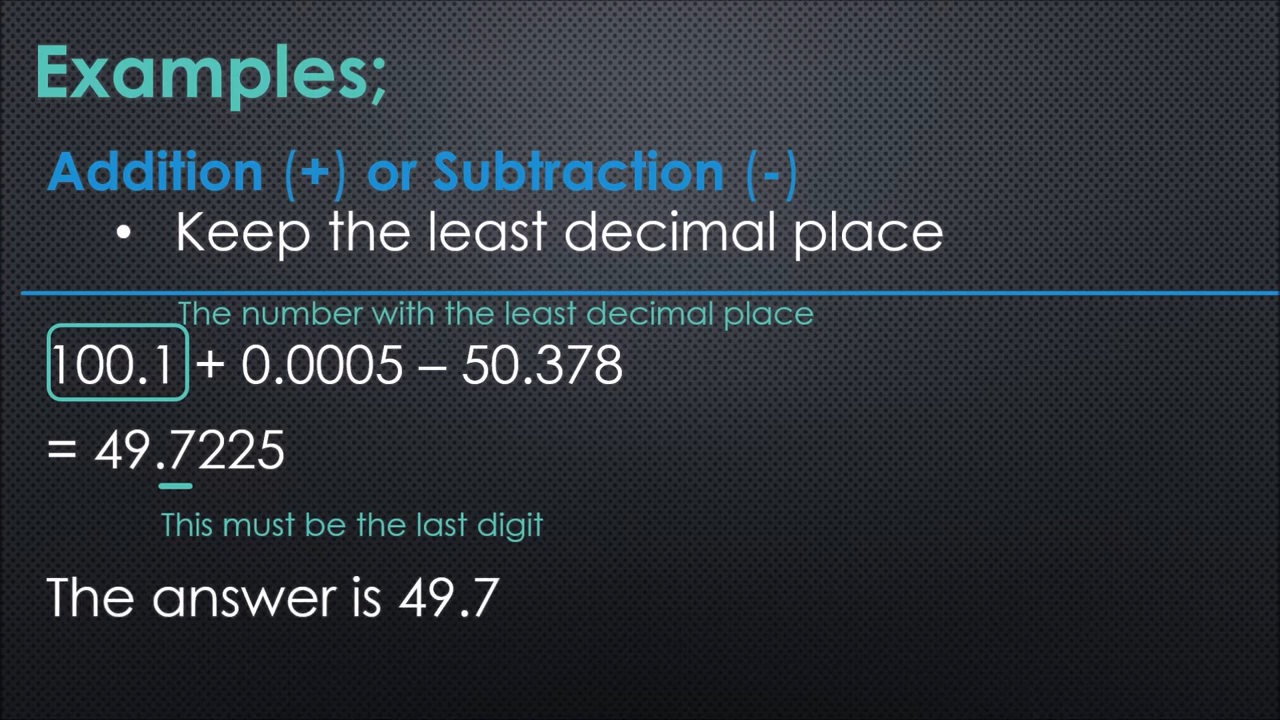 Examples;
Addition (+) or Subtraction (-)
• Keep the least decimal place
The number with the least decimal place
100.1 + 0.0005 – 50.378
= 49.7225
This must be the last digit
The answer is 49.7